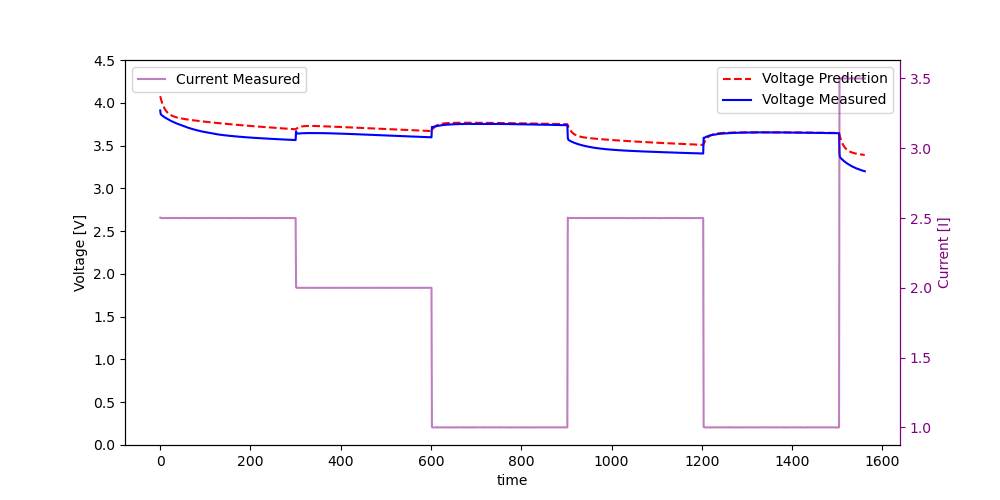 Current Measured
Voltage Prediction
Voltage Measured
Voltage [V]
4.5
4.0
3.5
3.0
2.5
2.0
1.5
1.0
0.5
0.0
0 200 400 600 800 1000 1200 1400 1600
time
3.5
3.0
2.5
2.0
1.5
1.0
Current [I]